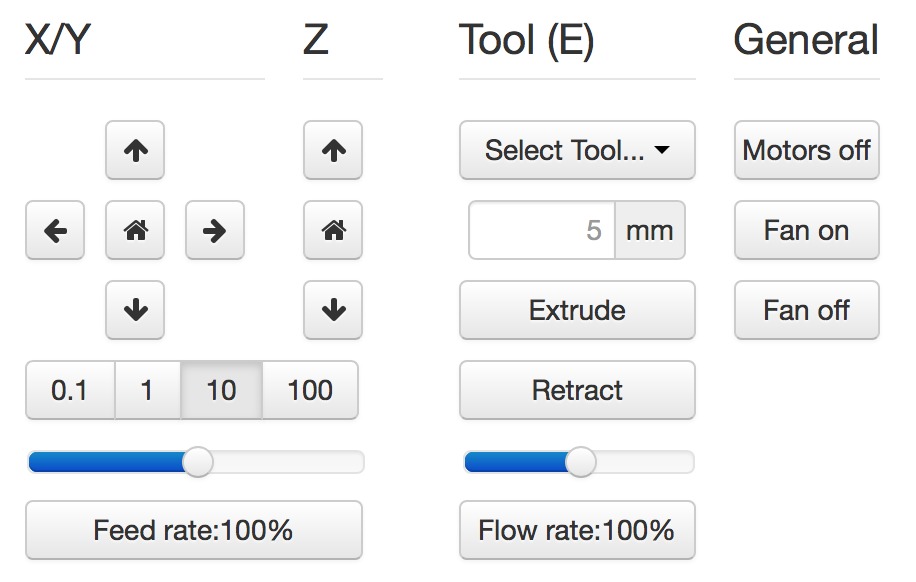 X/Y Z Tool (E) General
Select Tool... Motors off
5 mm Fan on
Extrude Fan off
0.1 1 10 100 Retract
Feed rate:100% Flow rate:100%